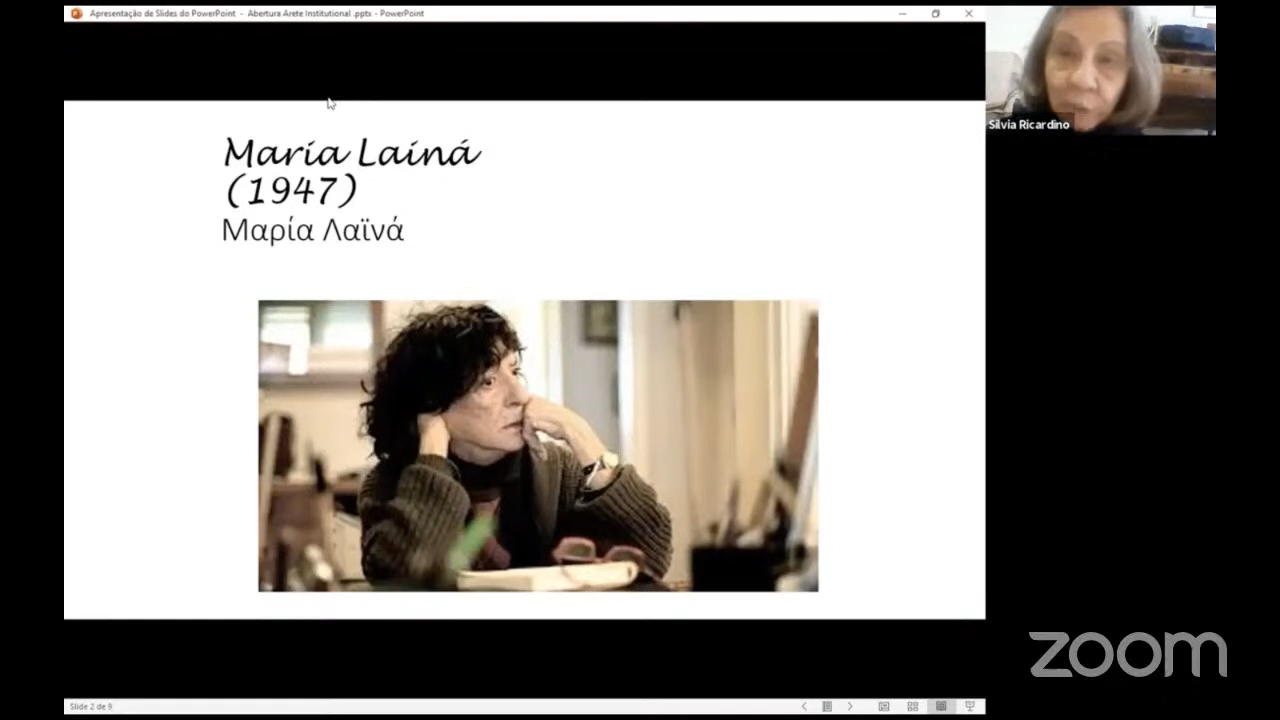 Apresentação de Slides do PowerPoint - Abertura Arete Institutional .pptx - PowerPoint
Silvia Ricardino
María Lainá
(1947)
Μαρία Λαϊνά
zoom
Slide 2 de 9